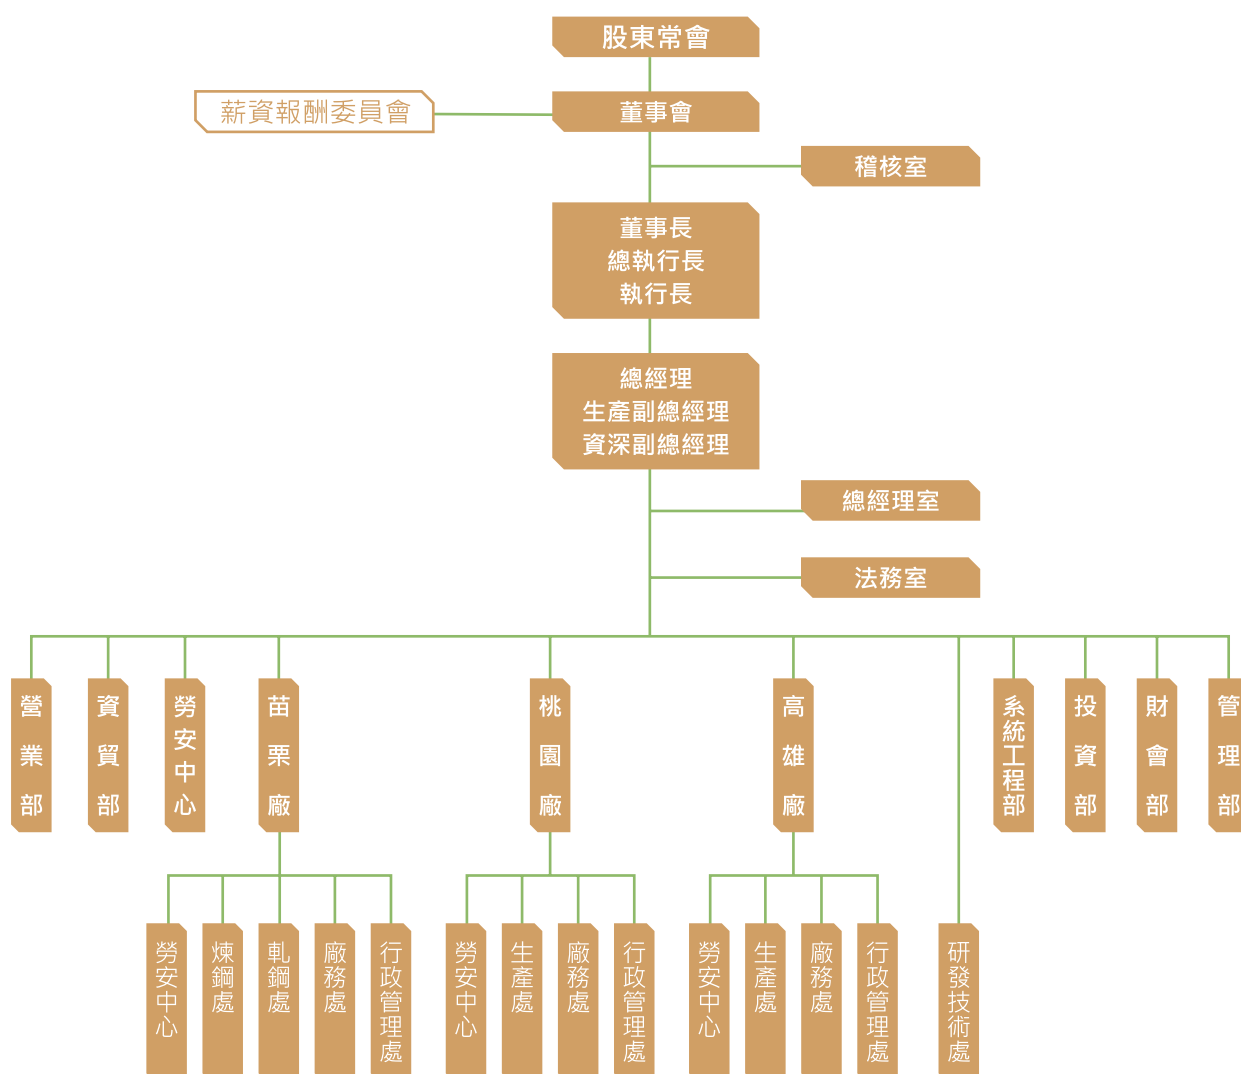 股東常會
薪資報酬委員會
董事會
稽核室
董事長
總執行長
執行長
總經理
生產副總經理
資深副總經理
總經理室
法務室
營業部
資貿部
勞安中心
苗栗廠
桃園廠
高雄廠
系統工程部
投資部
財會部
管理部
勞安中心
煉鋼處
軋鋼處
廠務處
行政管理處
勞安中心
生產處
廠務處
行政管理處
勞安中心
生產處
廠務處
行政管理處
研發技術處